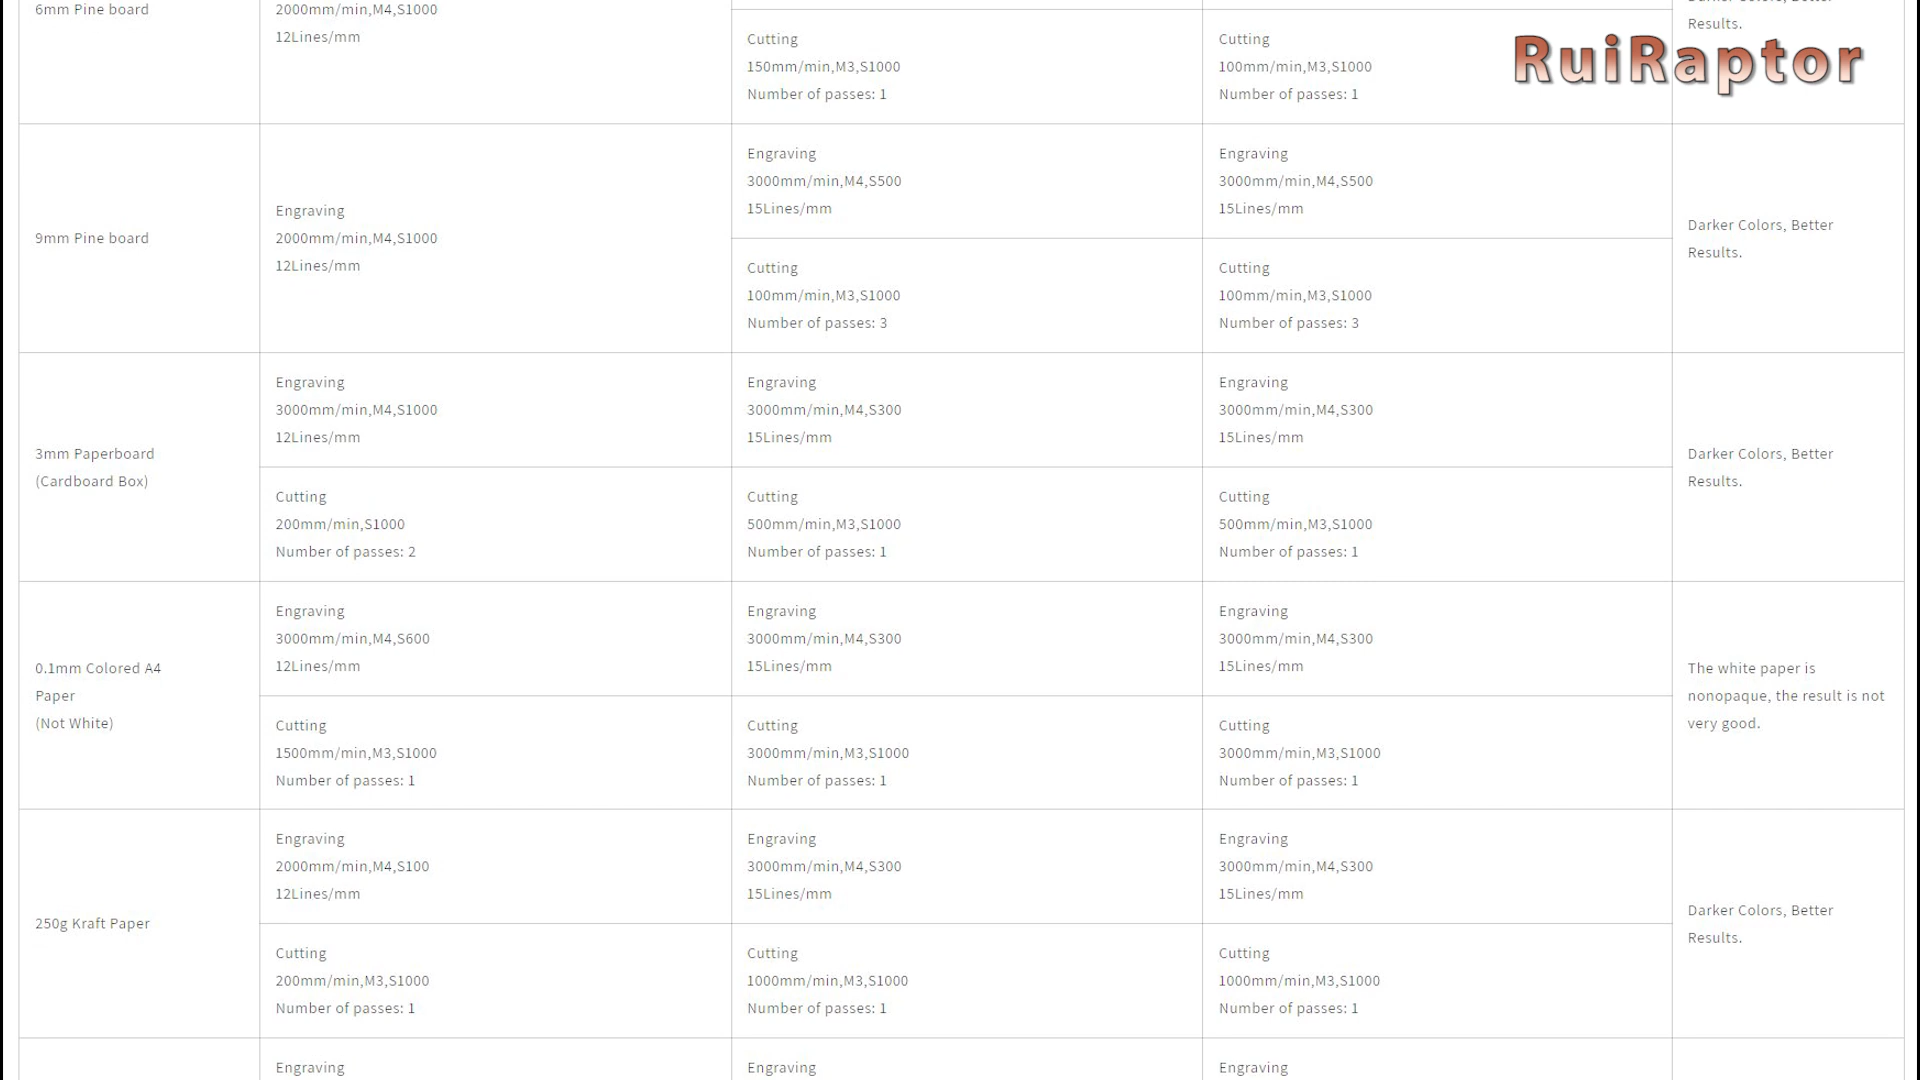 6mm Pine board
2000mm/min,M4,S1000
12Lines/mm
Cutting
150mm/min,M3,S1000
Number of passes: 1
Cutting
100mm/min,M3,S1000
Number of passes: 1
Darker Colors, Better
Results.
RuiRaptor
9mm Pine board
Engraving
2000mm/min,M4,S1000
12Lines/mm
Engraving
3000mm/min,M4,S500
15Lines/mm
Engraving
3000mm/min,M4,S500
15Lines/mm
Cutting
100mm/min,M3,S1000
Number of passes: 3
Cutting
100mm/min,M3,S1000
Number of passes: 3
Darker Colors, Better
Results.
3mm Paperboard
(Cardboard Box)
Engraving
3000mm/min,M4,S1000
12Lines/mm
Engraving
3000mm/min,M4,S300
15Lines/mm
Engraving
3000mm/min,M4,S300
15Lines/mm
Cutting
200mm/min,S1000
Number of passes: 2
Cutting
500mm/min,M3,S1000
Number of passes: 1
Cutting
500mm/min,M3,S1000
Number of passes: 1
Darker Colors, Better
Results.
0.1mm Colored A4
Paper
(Not White)
Engraving
3000mm/min,M4,S600
12Lines/mm
Engraving
3000mm/min,M4,S300
15Lines/mm
Engraving
3000mm/min,M4,S300
15Lines/mm
Cutting
1500mm/min,M3,S1000
Number of passes: 1
Cutting
3000mm/min,M3,S1000
Number of passes: 1
Cutting
3000mm/min,M3,S1000
Number of passes: 1
The white paper is
nonopaque, the result is not
very good.
250g Kraft Paper
Engraving
2000mm/min,M4,S100
12Lines/mm
Engraving
3000mm/min,M4,S300
15Lines/mm
Engraving
3000mm/min,M4,S300
15Lines/mm
Cutting
200mm/min,M3,S1000
Number of passes: 1
Cutting
1000mm/min,M3,S1000
Number of passes: 1
Cutting
1000mm/min,M3,S1000
Number of passes: 1
Darker Colors, Better
Results.
Engraving
Engraving
Engraving